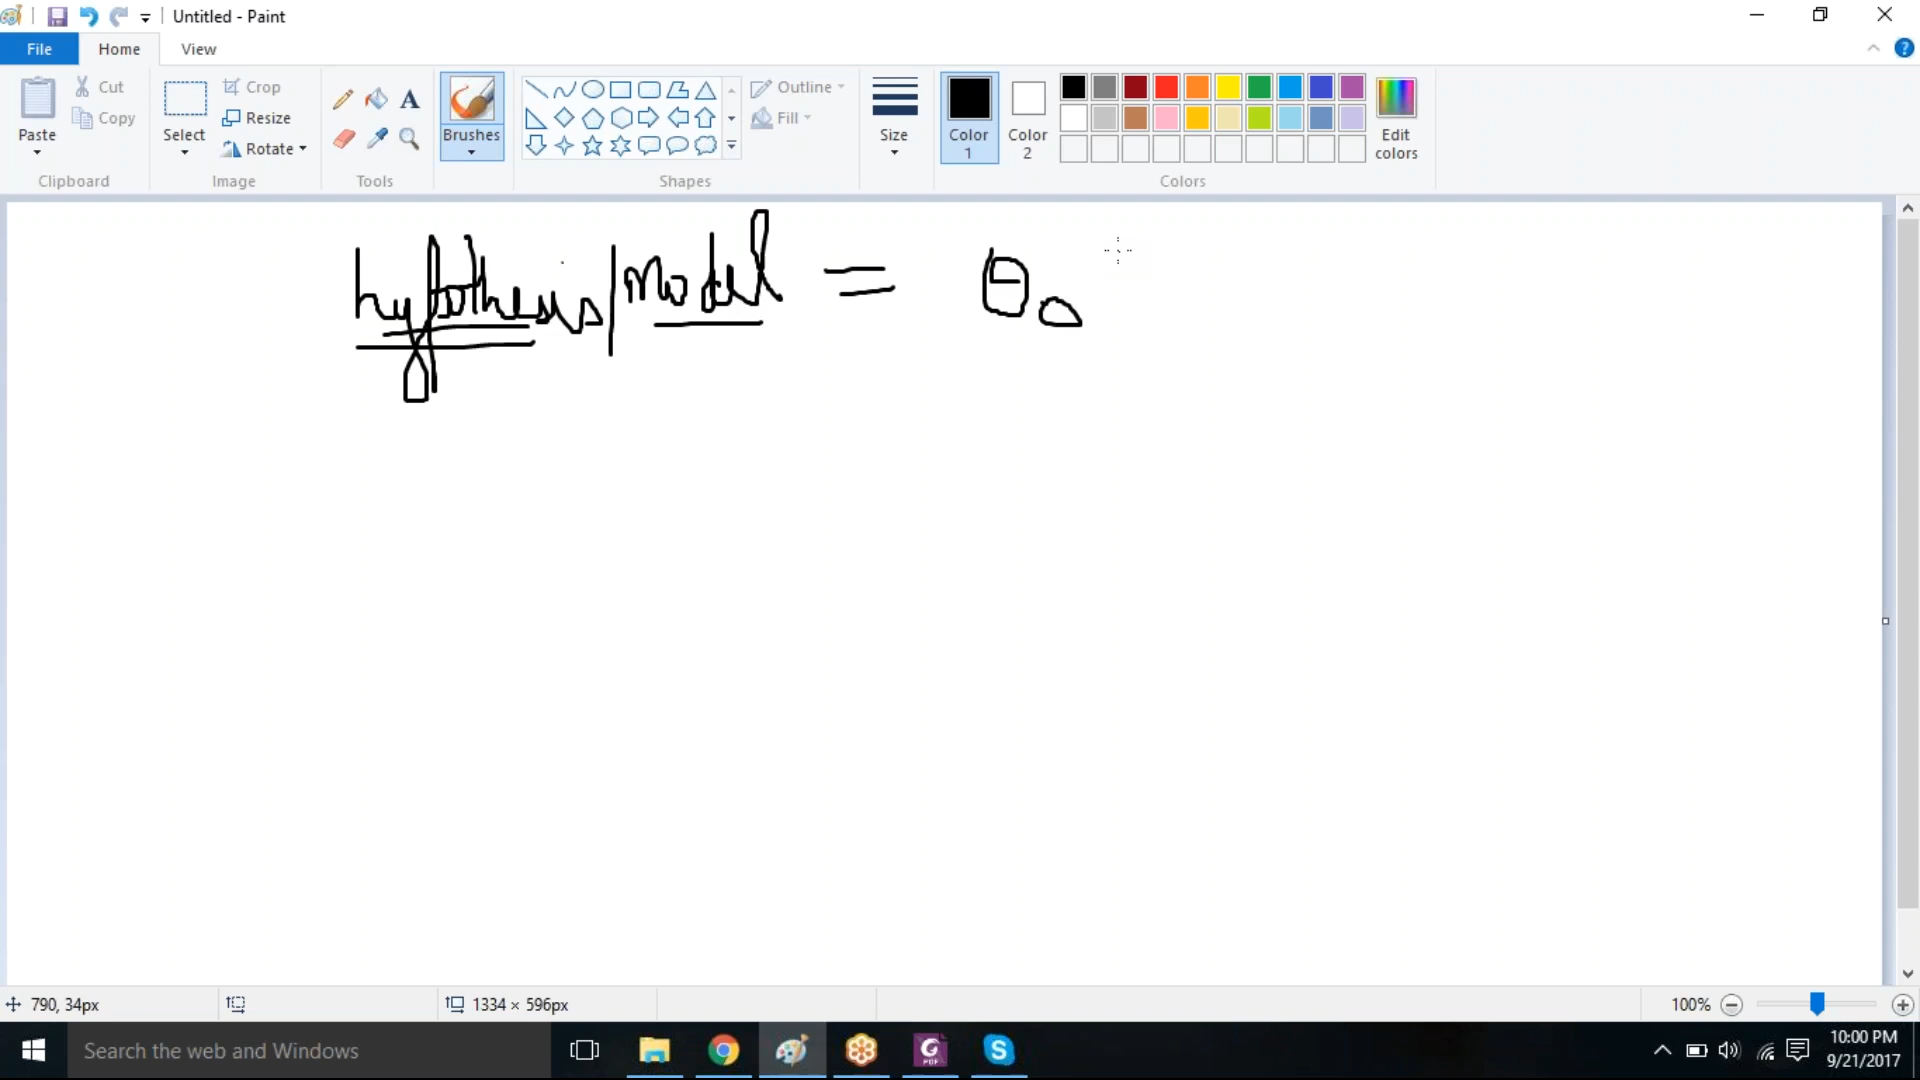 Untitled - Paint
File Home View
Paste Cut Copy Select Crop Resize Rotate Brushes Outline Fill Size Color 1 Color 2 Edit colors
Clipboard Image Tools A Shapes Colors
hypothesis/Model = θ₀
790, 34px 1334 × 596px 100%
Search the web and Windows
10:00 PM
9/21/2017